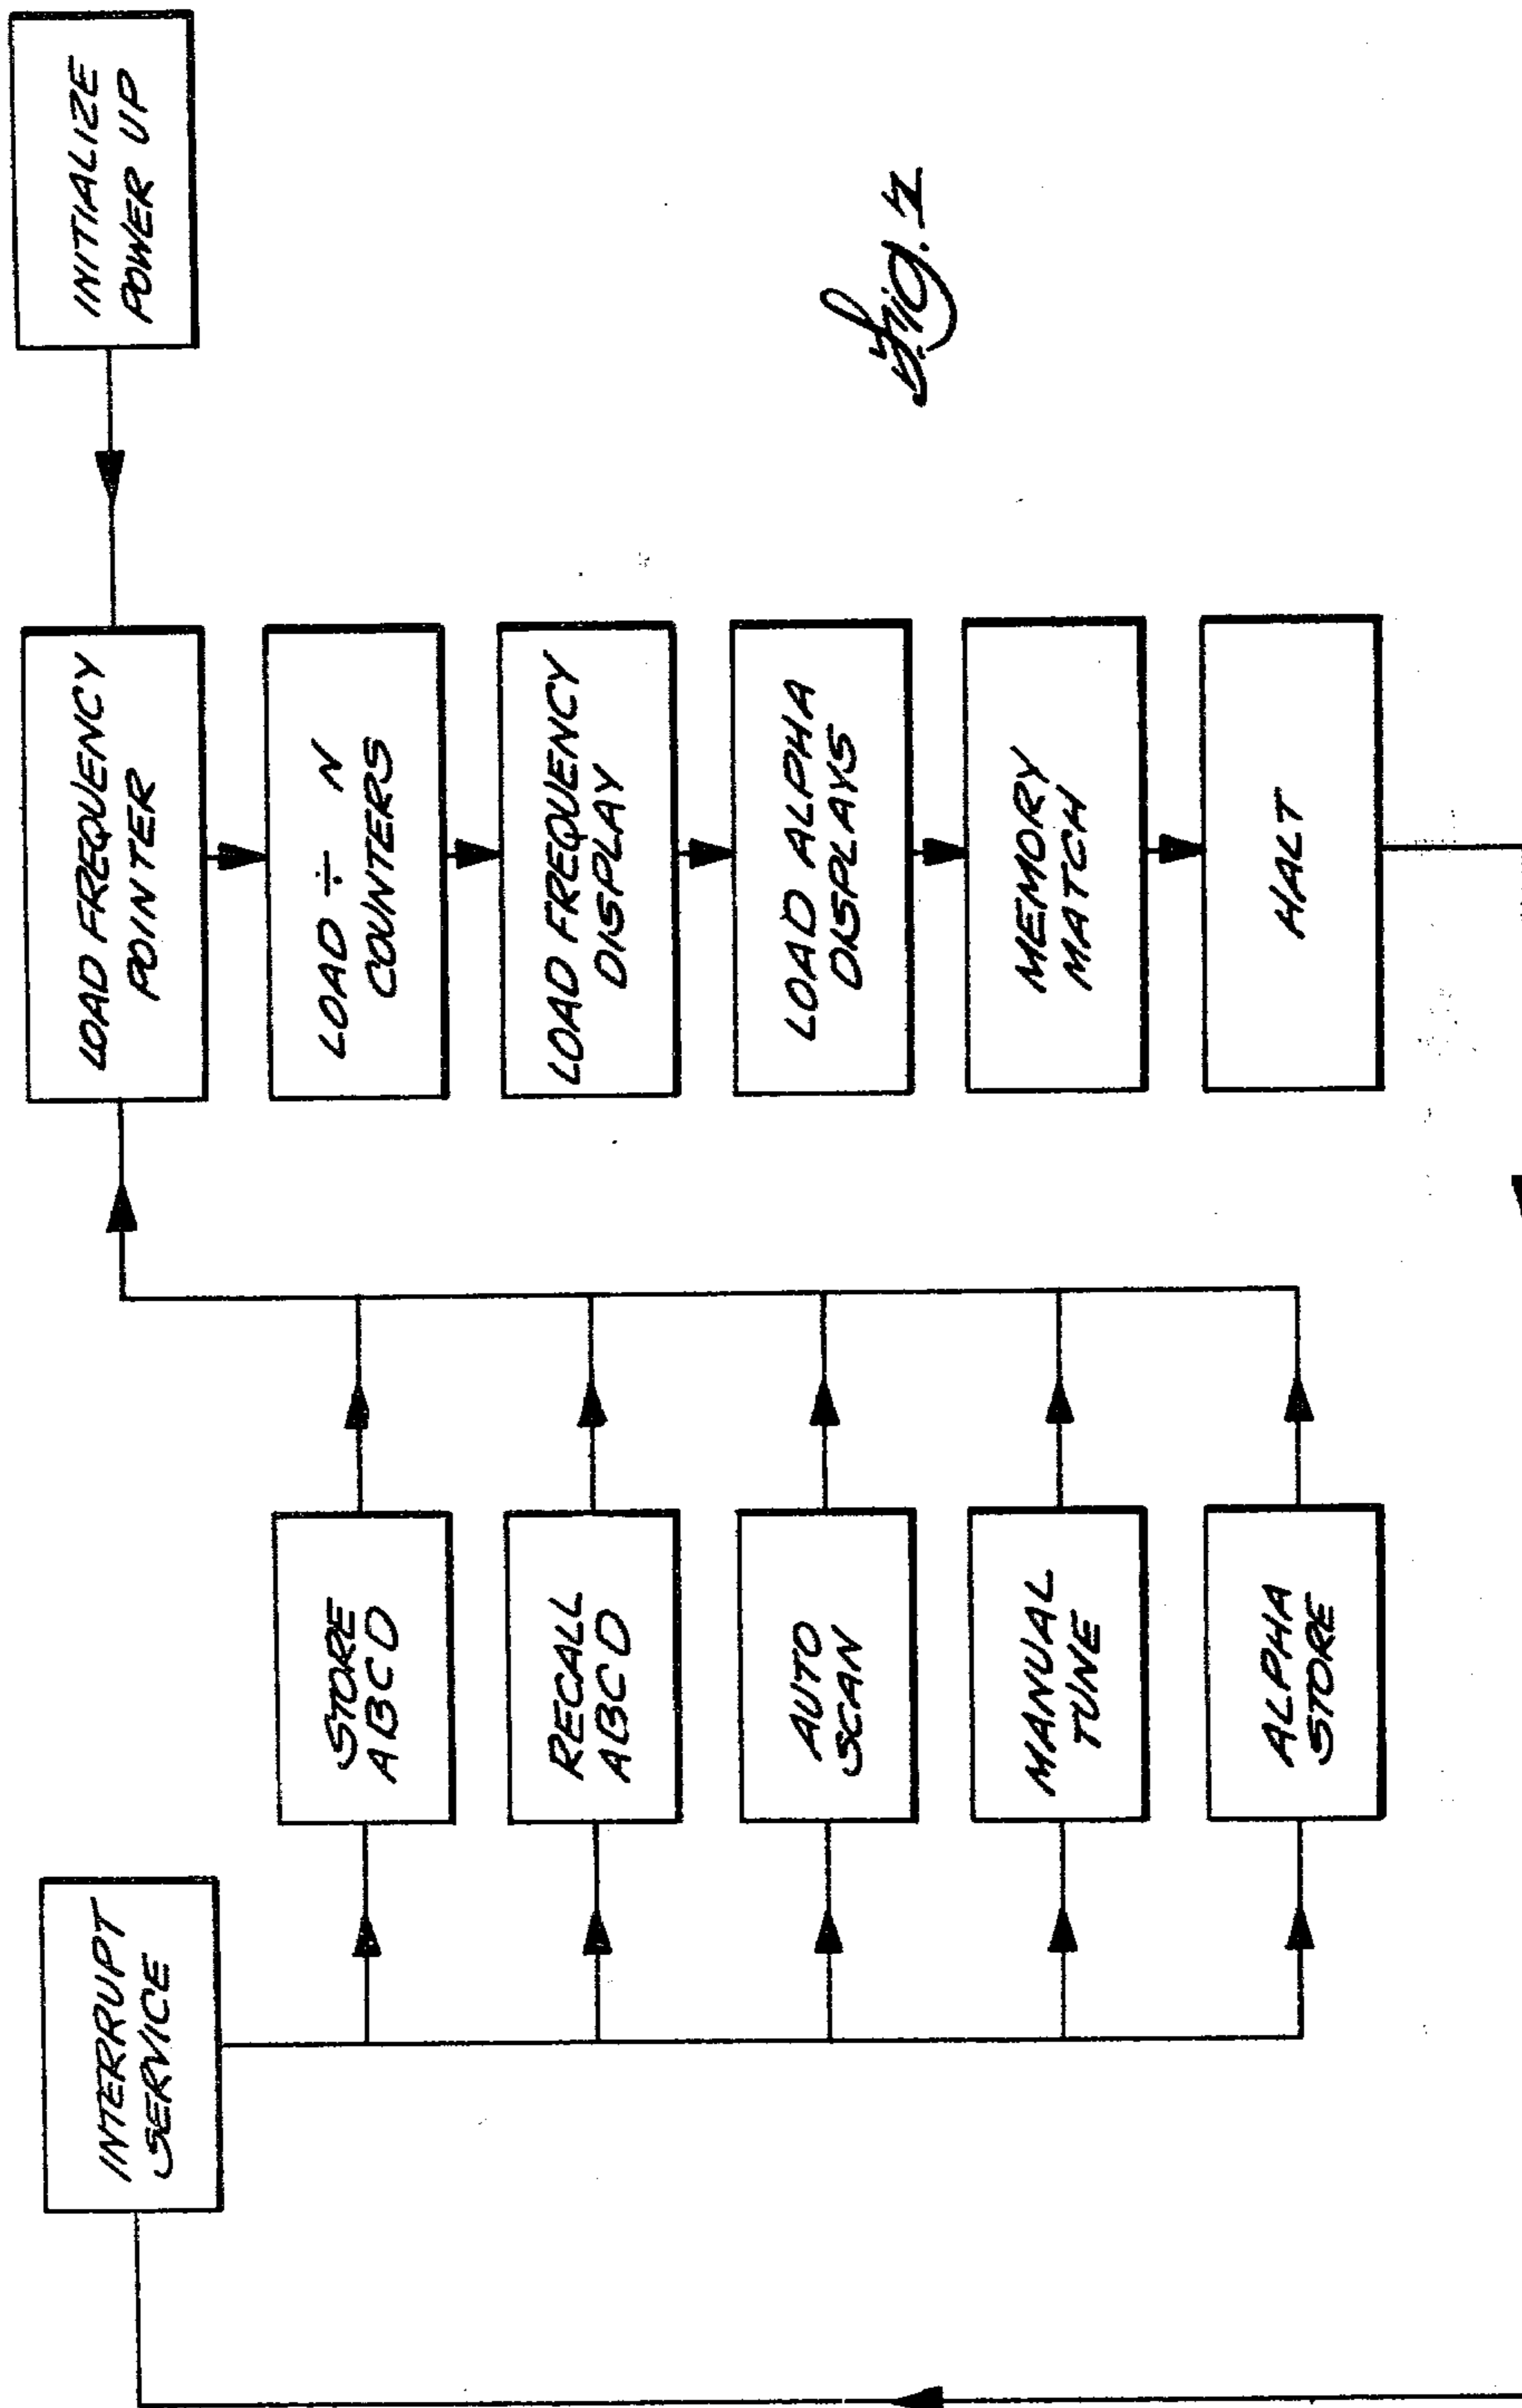 INTERRUPT
SERVICE
STORE
ABCD
RECALL
ABCD
AUTO
SCAN
MANUAL
TUNE
ALPHA
STORE
LOAD FREQUENCY
POINTER
LOAD ÷ N
COUNTERS
LOAD FREQUENCY
DISPLAY
LOAD ALPHA
DISPLAYS
MEMORY
MATCH
HALT
INITIALIZE
POWER UP
Fig.